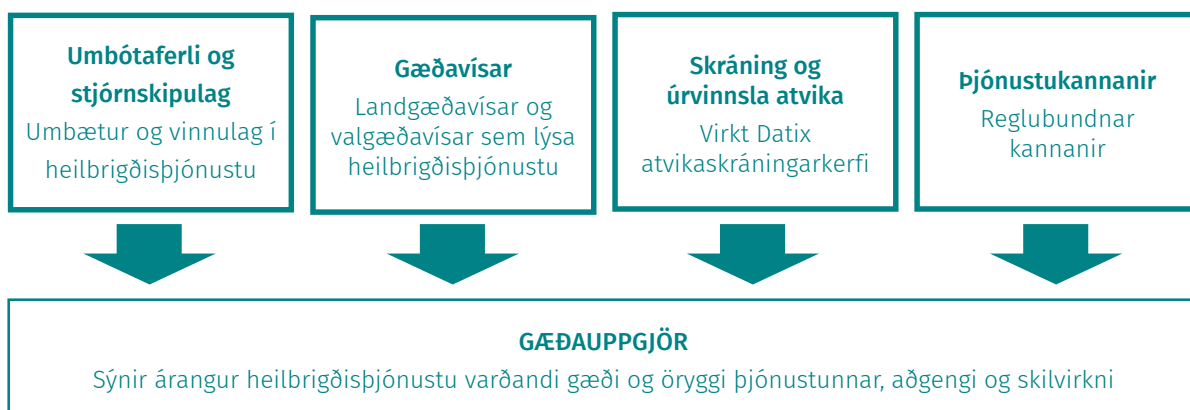 Umbótaferli og
stjórnskipulag
Umbætur og vinnulag í
heilbrigðisþjónustu
Gæðavísar
Landgæðavísar og
valgæðavísar sem lýsa
heilbrigðisþjónustu
Skráning og
úrvinnsla atvika
Virkt Datix
atvikaskráningarkerfi
Þjónustukannanir
Reglubundnar
kannanir
GÆÐAUPPGJÖR
Sýnir árangur heilbrigðisþjónustu varðandi gæði og öryggi þjónustunnar, aðgengi og skilvirkni